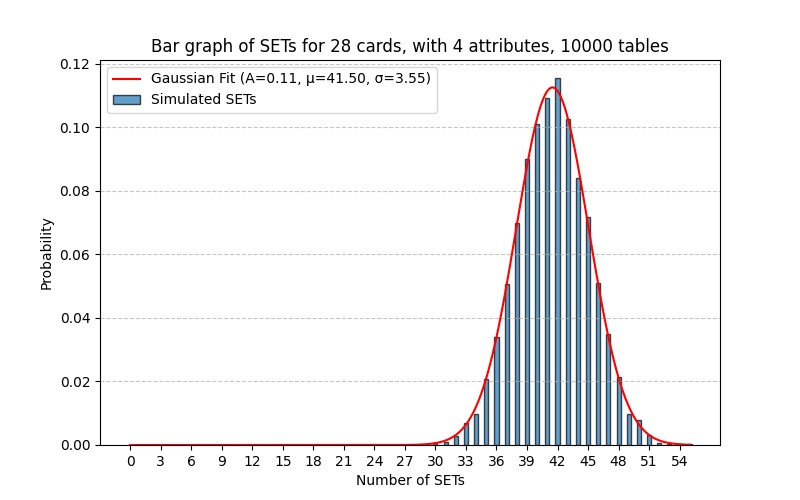 Bar graph of SETs for 28 cards, with 4 attributes, 10000 tables
Gaussian Fit (A=0.11, μ=41.50, σ=3.55)
Simulated SETs
0.12
0.10
0.08
0.06
0.04
0.02
0.00
Probability
0 3 6 9 12 15 18 21 24 27 30 33 36 39 42 45 48 51 54
Number of SETs